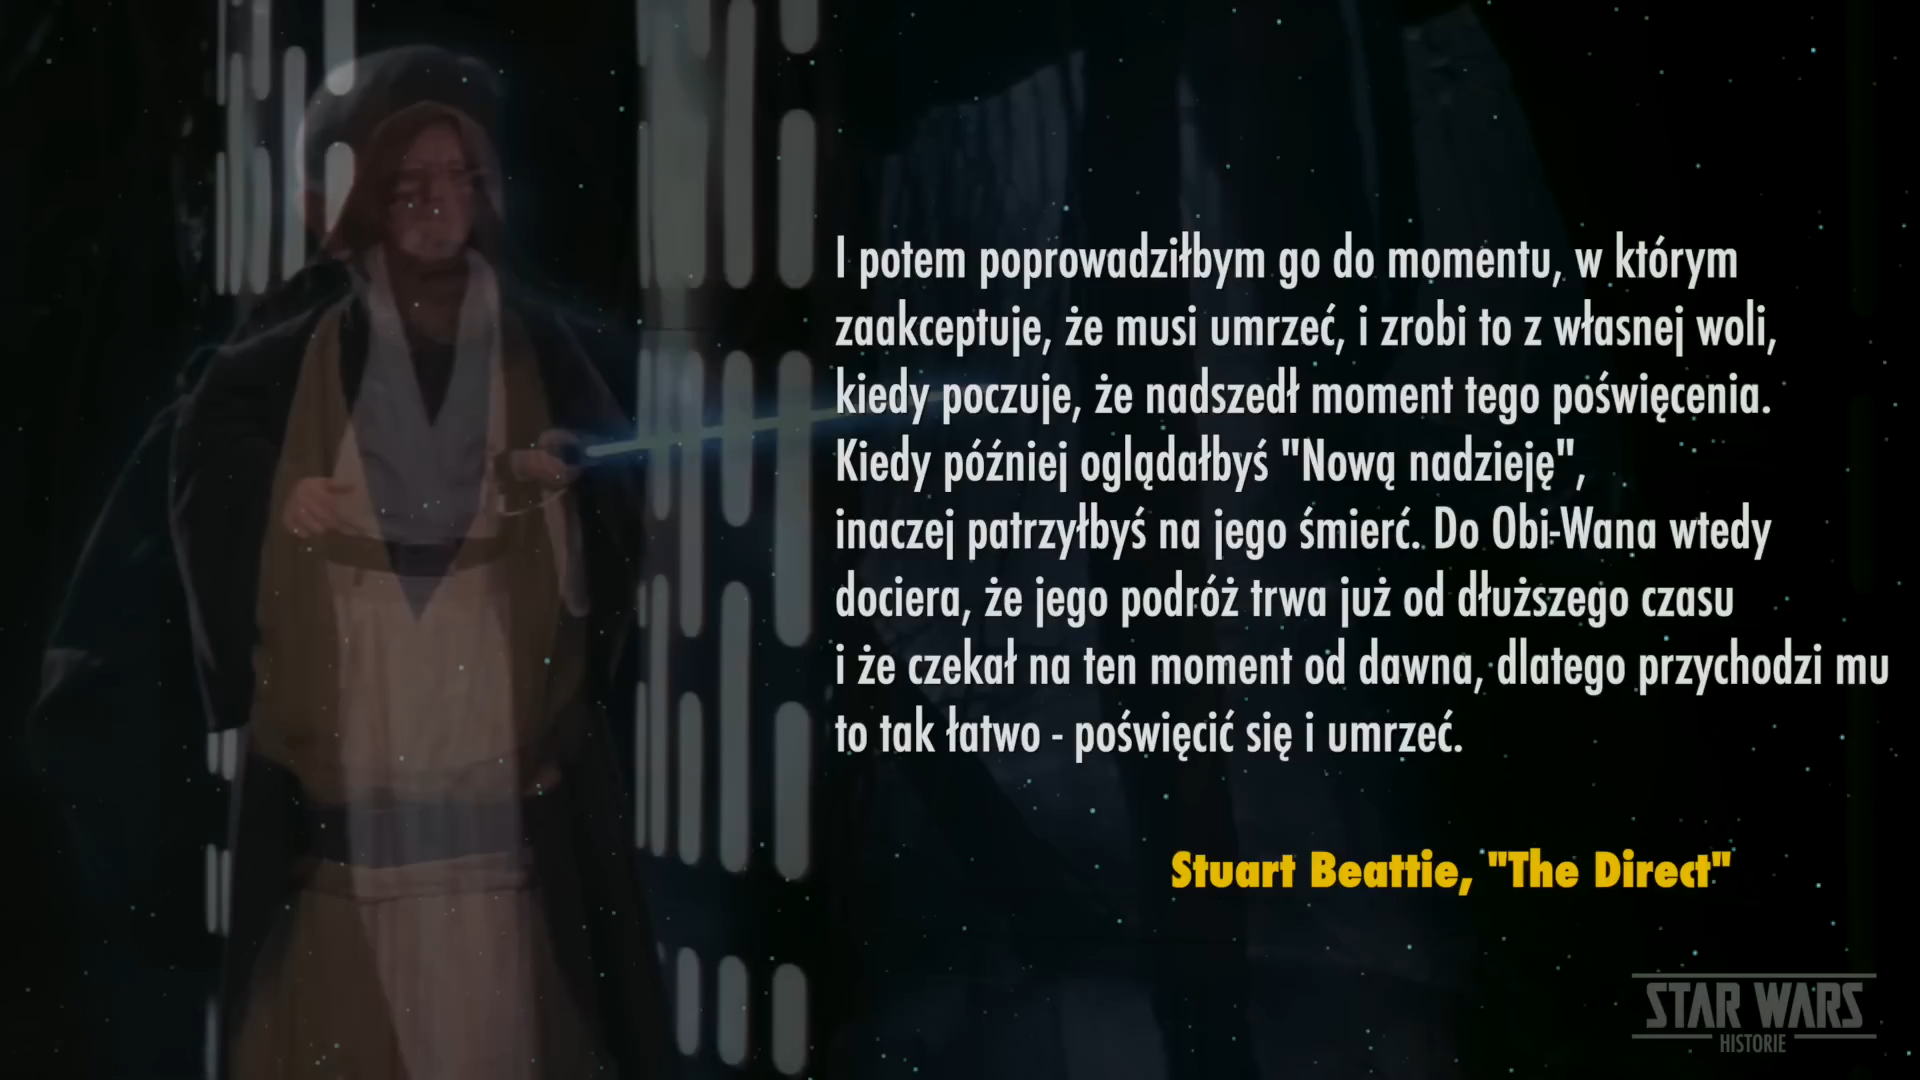 I potem poprowadziłbym go do momentu, w którym
zaakceptuje, że musi umrzeć, i zrobi to z własnej woli,
kiedy poczuje, że nadszedł moment tego poświęcenia.
Kiedy później oglądałbyś "Nową nadzieję",
inaczej patrzyłbyś na jego śmierć. Do Obi-Wana wtedy
dociera, że jego podróż trwa już od dłuższego czasu
i że czekał na ten moment od dawna, dlatego przychodzi mu
to tak łatwo - poświęcić się i umrzeć.
Stuart Beattie, "The Direct"
STAR WARS
HISTORIE